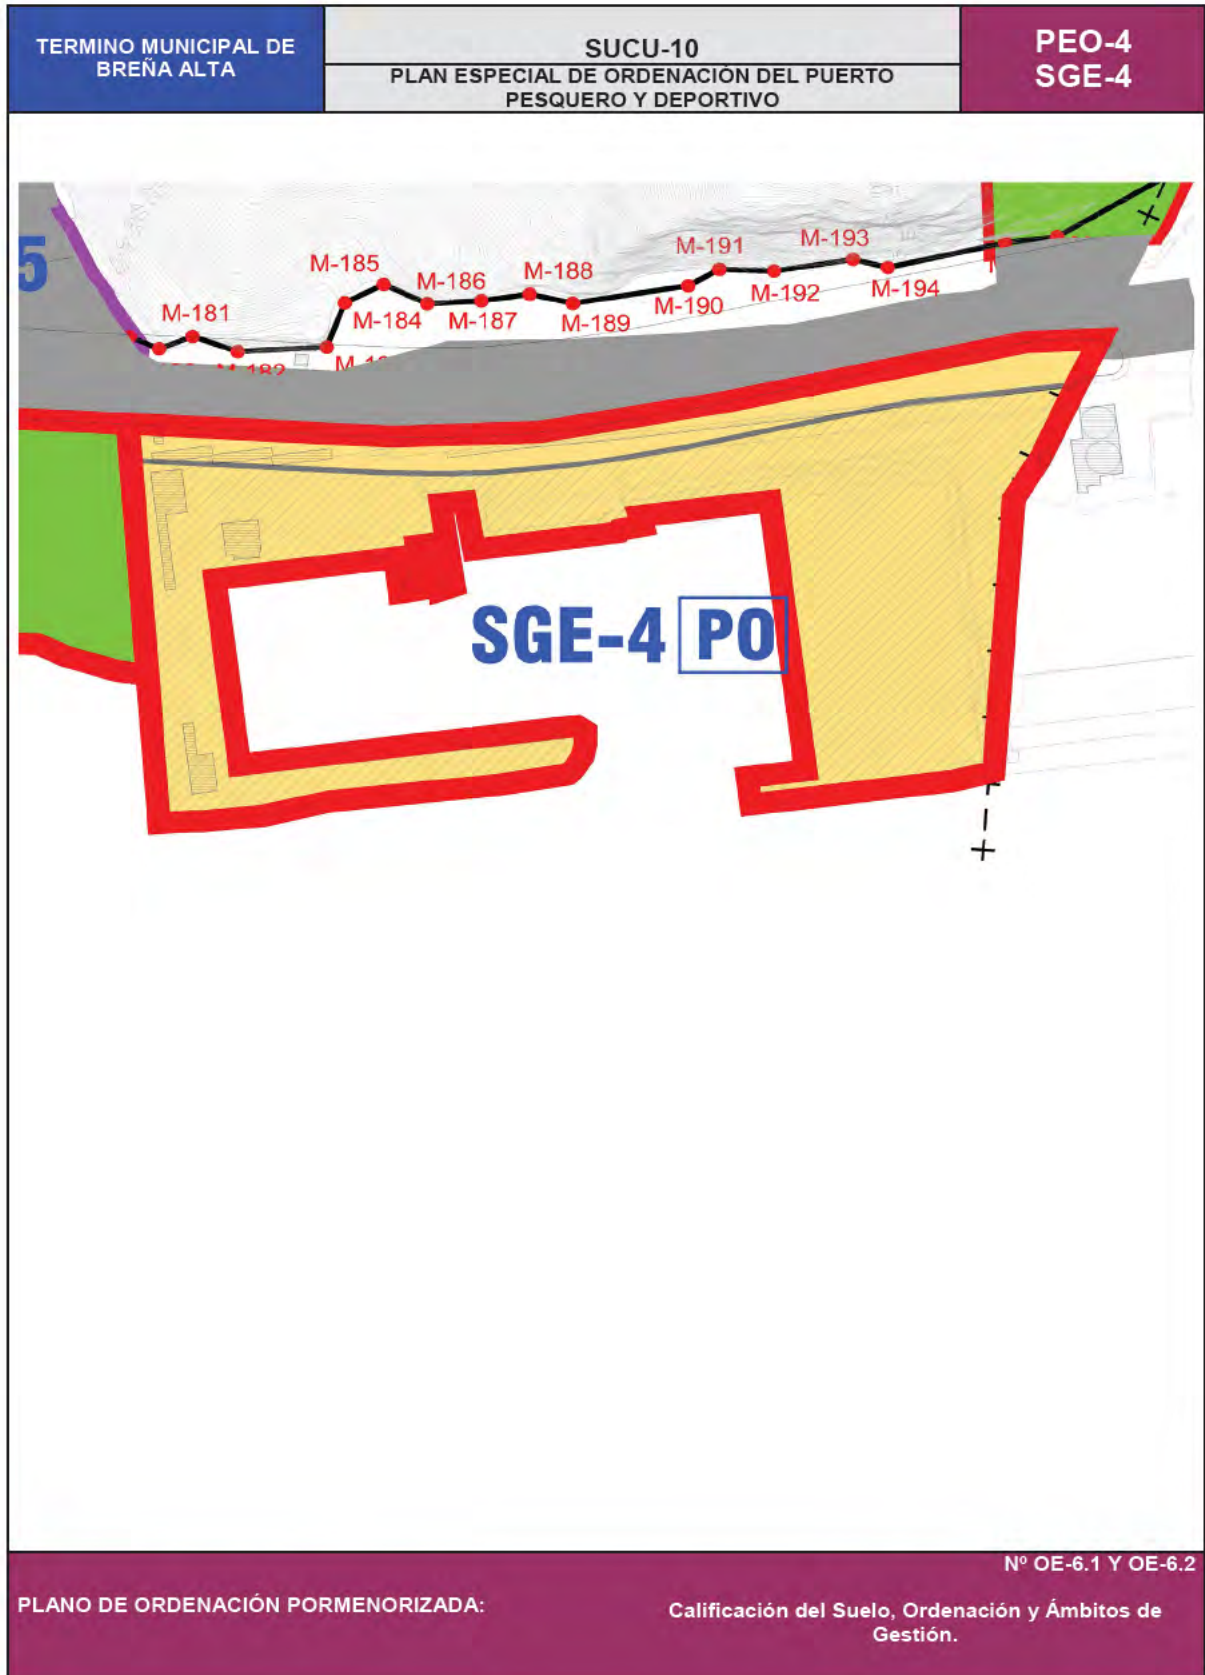 TERMINO MUNICIPAL DE
BREÑA ALTA
SUCU-10
PLAN ESPECIAL DE ORDENACIÓN DEL PUERTO
PESQUERO Y DEPORTIVO
PEO-4
SGE-4
5
M-181
M-182
M-185
M-184
M-186
M-187
M-188
M-189
M-191
M-190
M-193
M-192
M-194
SGE-4 PO
Nº OE-6.1 Y OE-6.2
PLANO DE ORDENACIÓN PORMENORIZADA:
Calificación del Suelo, Ordenación y Ámbitos de
Gestión.